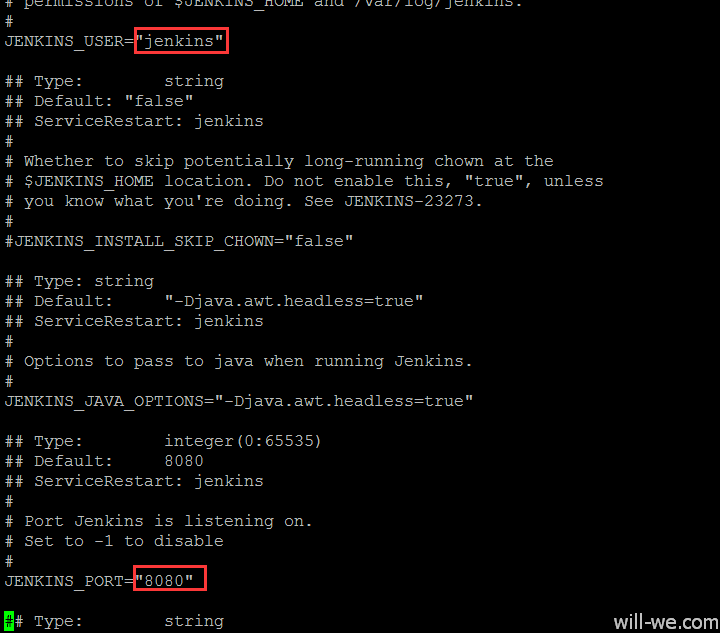 # permissions of $JENKINS_HOME and /var/log/jenkins.
#
JENKINS_USER="jenkins"
## Type:        string
## Default: "false"
## ServiceRestart: jenkins
#
# Whether to skip potentially long-running chown at the
# $JENKINS_HOME location. Do not enable this, "true", unless
# you know what you're doing. See JENKINS-23273.
#
#JENKINS_INSTALL_SKIP_CHOWN="false"
## Type: string
## Default:     "-Djava.awt.headless=true"
## ServiceRestart: jenkins
#
# Options to pass to java when running Jenkins.
#
JENKINS_JAVA_OPTIONS="-Djava.awt.headless=true"
## Type:        integer(0:65535)
## Default:     8080
## ServiceRestart: jenkins
#
# Port Jenkins is listening on.
# Set to -1 to disable
#
JENKINS_PORT="8080"
## Type:        string
will-we.com